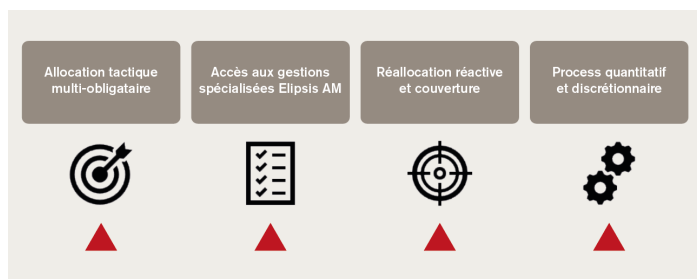 Allocation tactique
multi-obligataire
Accès aux gestions
spécialisées Elipsis AM
Réallocation réactive
et couverture
Process quantitatif
et discrétionnaire